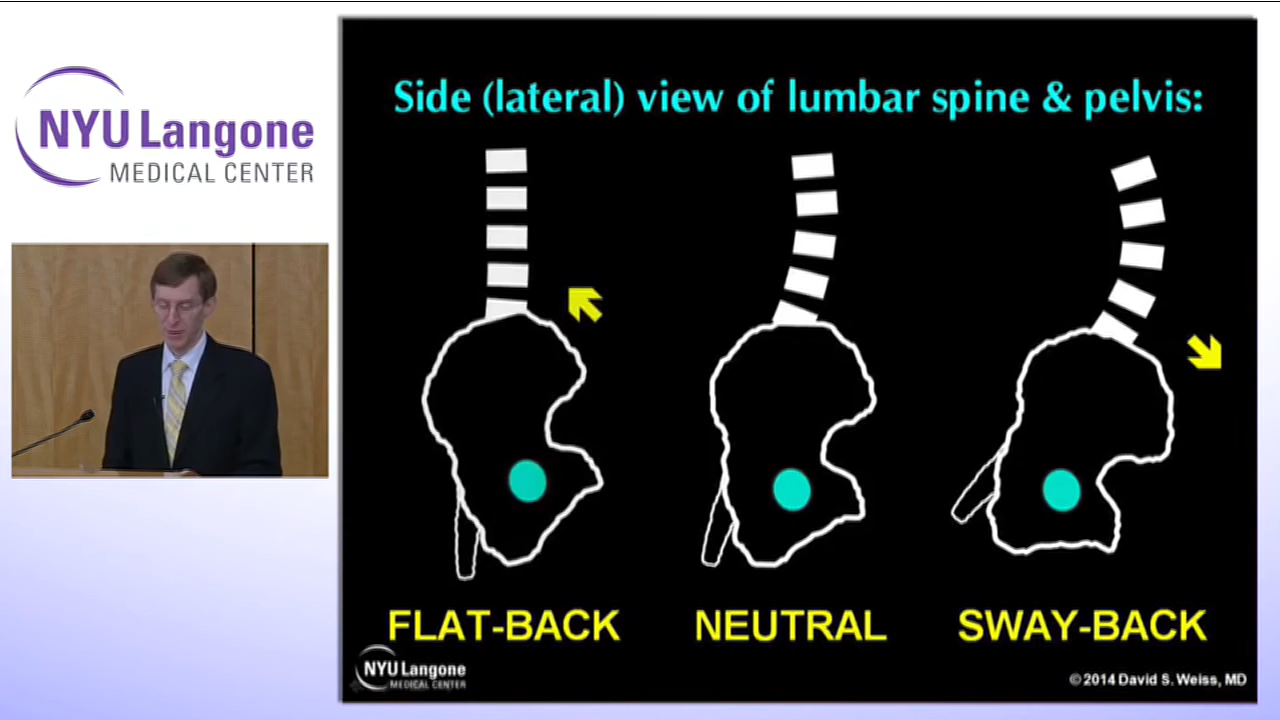 NYU Langone
MEDICAL CENTER
Side (lateral) view of lumbar spine & pelvis:
FLAT-BACK
NEUTRAL
SWAY-BACK
NYU Langone
MEDICAL CENTER
©2014 David S. Weiss, MD